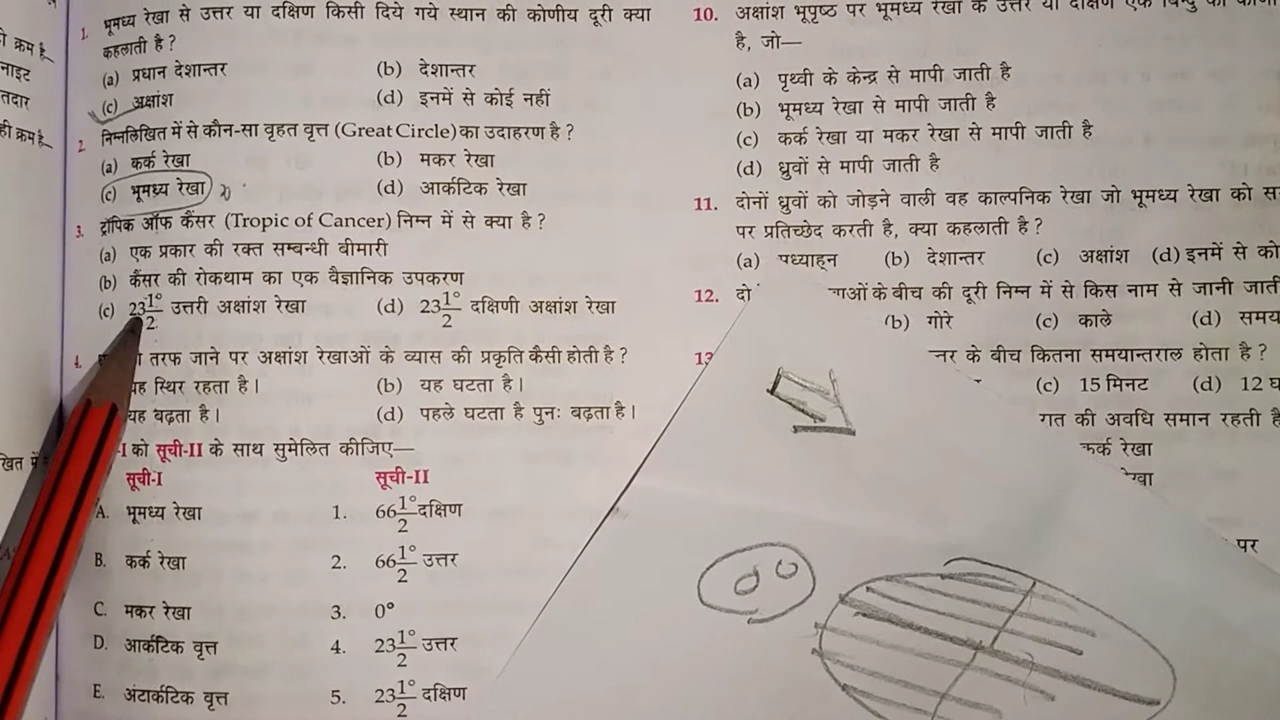 ो क्रम है
नाइट
तदार
ही क्रम है
खित में
1. भूमध्य रेखा से उत्तर या दक्षिण किसी दिये गये स्थान की कोणीय दूरी क्या
कहलाती है ?
(a) प्रधान देशान्तर (b) देशान्तर
(c) अक्षांश (d) इनमें से कोई नहीं
2. निम्नलिखित में से कौन-सा वृहत वृत्त (Great Circle) का उदाहरण है ?
(a) कर्क रेखा (b) मकर रेखा
(c) भूमध्य रेखा (d) आर्कटिक रेखा
3. ट्रॉपिक ऑफ कैंसर (Tropic of Cancer) निम्न में से क्या है ?
(a) एक प्रकार की रक्त सम्बन्धी बीमारी
(b) कैंसर की रोकथाम का एक वैज्ञानिक उपकरण
(c) 23 1/2° उत्तरी अक्षांश रेखा (d) 23 1/2° दक्षिणी अक्षांश रेखा
4. तरफ जाने पर अक्षांश रेखाओं के व्यास की प्रकृति कैसी होती है ?
यह स्थिर रहता है। (b) यह घटता है।
यह बढ़ता है। (d) पहले घटता है पुनः बढ़ता है।
-I को सूची-II के साथ सुमेलित कीजिए—
सूची-I सूची-II
A. भूमध्य रेखा 1. 66 1/2° दक्षिण
B. कर्क रेखा 2. 66 1/2° उत्तर
C. मकर रेखा 3. 0°
D. आर्कटिक वृत्त 4. 23 1/2° उत्तर
E. अंटार्कटिक वृत्त 5. 23 1/2° दक्षिण
10. अक्षांश भूपृष्ठ पर भूमध्य रेखा के उत्तर या दक्षिण एक बिन्दु की
है, जो—
(a) पृथ्वी के केन्द्र से मापी जाती है
(b) भूमध्य रेखा से मापी जाती है
(c) कर्क रेखा या मकर रेखा से मापी जाती है
(d) ध्रुवों से मापी जाती है
11. दोनों ध्रुवों को जोड़ने वाली वह काल्पनिक रेखा जो भूमध्य रेखा को स
पर प्रतिच्छेद करती है, क्या कहलाती है ?
(a) मध्याह्न (b) देशान्तर (c) अक्षांश (d) इनमें से को
12. दो ाओं के बीच की दूरी निम्न में से किस नाम से जानी जाती
(b) गोरे (c) काले (d) समय
13 न्तर के बीच कितना समयान्तराल होता है ?
(c) 15 मिनट (d) 12 घ
गत की अवधि समान रहती है
कर्क रेखा
रेखा
पर